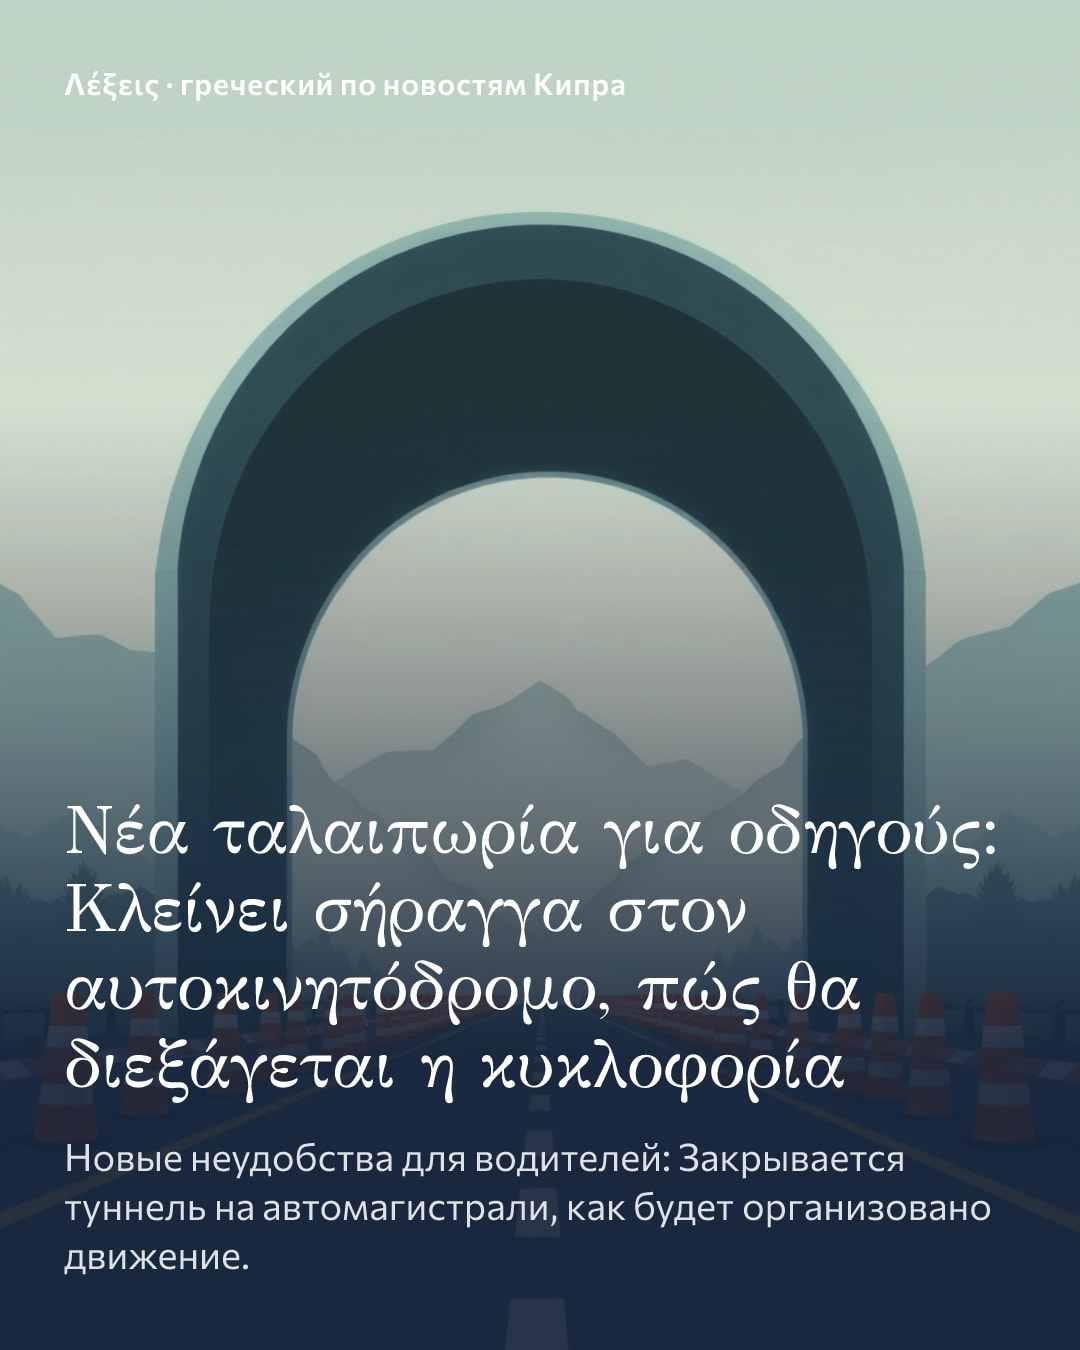 Λέξεις · греческий по новостям Кипра
Νέα ταλαιπωρία για οδηγούς:
Κλείνει σήραγγα στον
αυτοκινητόδρομο, πώς θα
διεξάγεται η κυκλοφορία
Новые неудобства для водителей: Закрывается
туннель на автомагистрали, как будет организовано
движение.